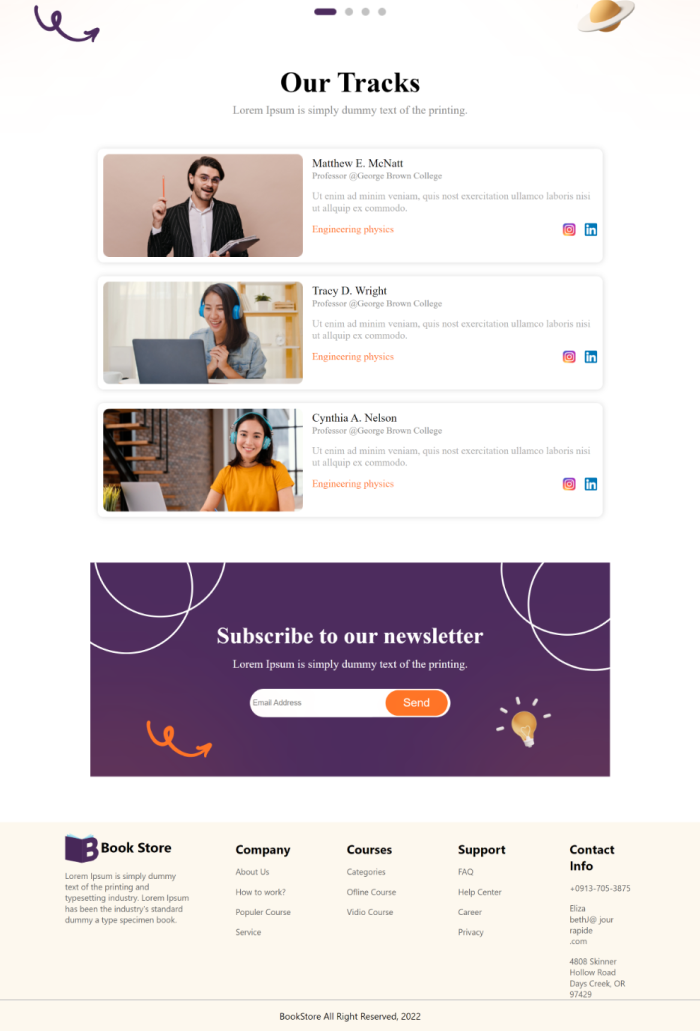 Our Tracks
Lorem Ipsum is simply dummy text of the printing.
Matthew E. McNatt
Professor @George Brown College
Ut enim ad minim veniam, quis nost exercitation ullamco laboris nisi
ut allquip ex commodo.
Engineering physics
Tracy D. Wright
Professor @George Brown College
Ut enim ad minim veniam, quis nost exercitation ullamco laboris nisi
ut allquip ex commodo.
Engineering physics
Cynthia A. Nelson
Professor @George Brown College
Ut enim ad minim veniam, quis nost exercitation ullamco laboris nisi
ut allquip ex commodo.
Engineering physics
Subscribe to our newsletter
Lorem Ipsum is simply dummy text of the printing.
Email Address
Send
B Book Store
Lorem Ipsum is simply dummy
text of the printing and
typesetting industry. Lorem Ipsum
has been the industry's standard
dummy a type specimen book.
Company
About Us
How to work?
Populer Course
Service
Courses
Categories
Ofline Course
Vidio Course
Support
FAQ
Help Center
Career
Privacy
Contact
Info
+0913-705-3875
Eliza
bethJ@ jour
rapide
.com
4808 Skinner
Hollow Road
Days Creek, OR
97429
BookStore All Right Reserved, 2022